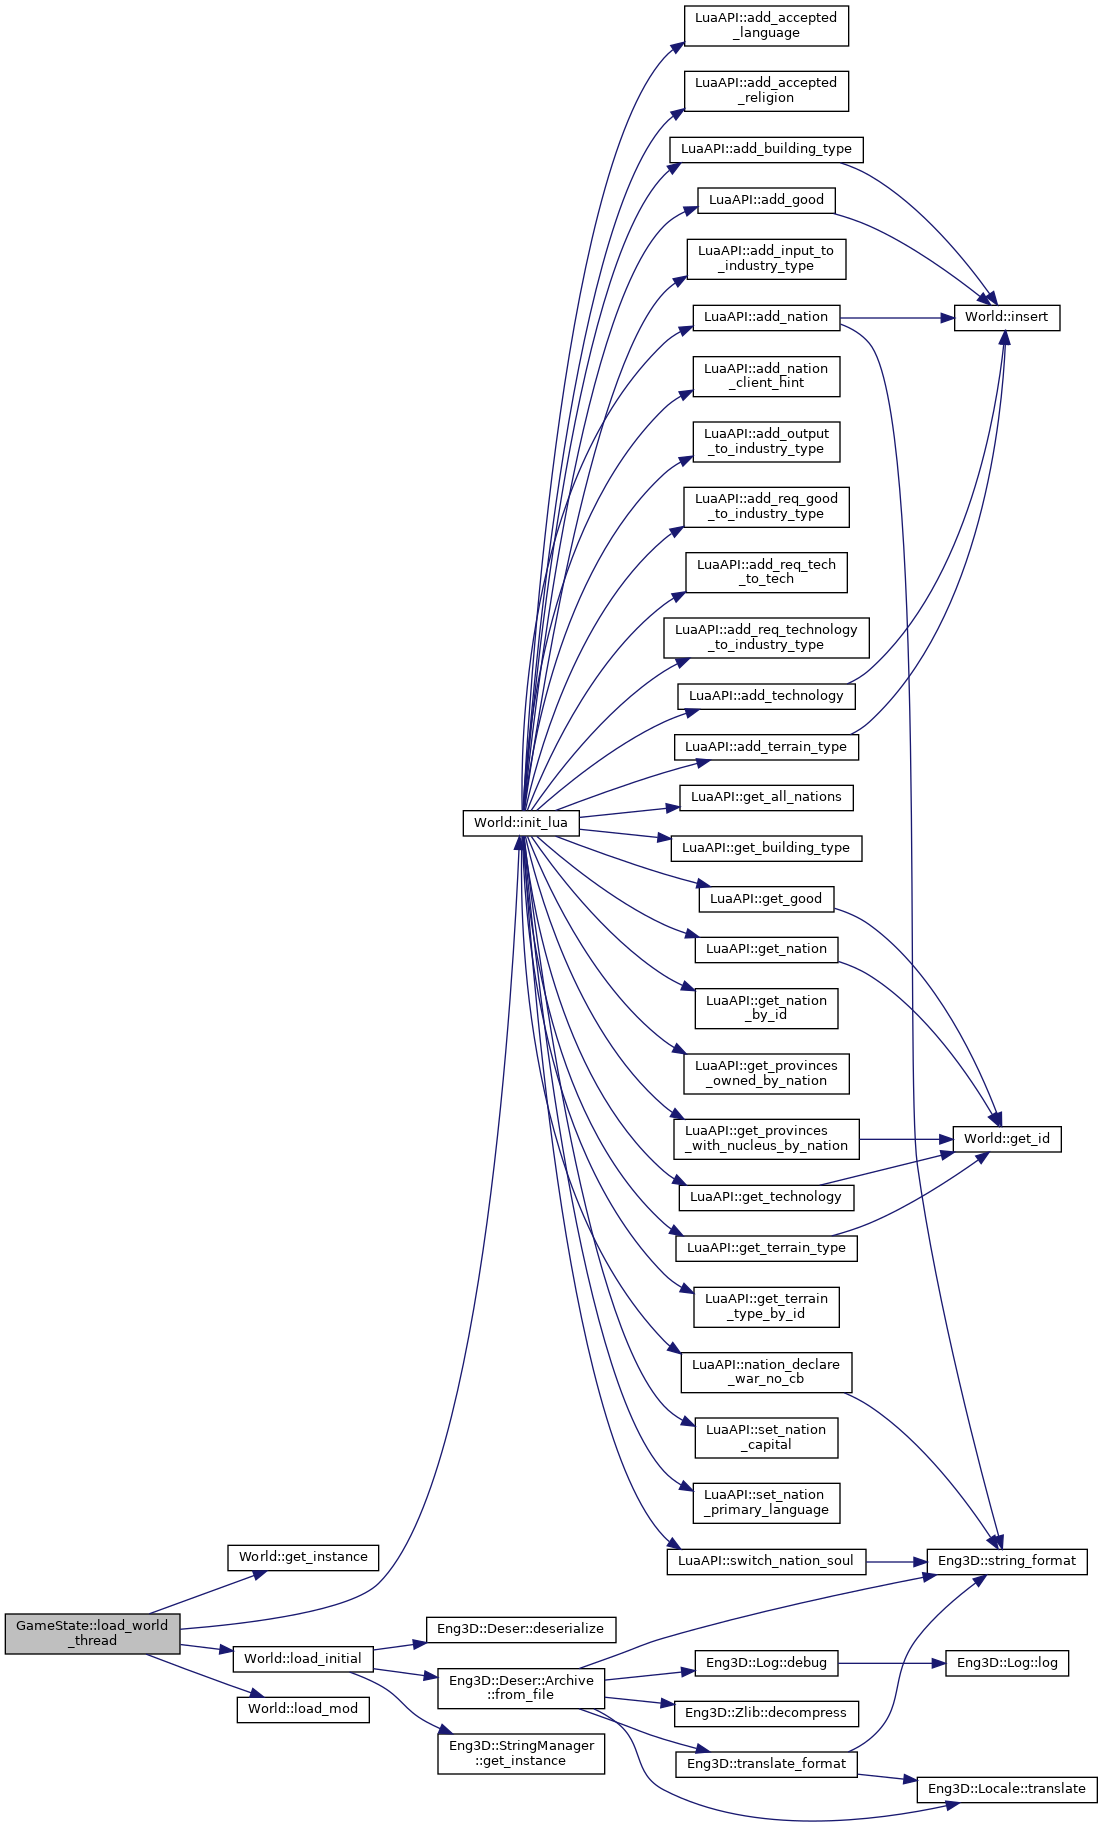 LuaAPI::add_accepted
_language
LuaAPI::add_accepted
_religion
LuaAPI::add_building_type
LuaAPI::add_good
LuaAPI::add_input_to
_industry_type
LuaAPI::add_nation
World::insert
LuaAPI::add_nation
_client_hint
LuaAPI::add_output
_to_industry_type
LuaAPI::add_req_good
_to_industry_type
LuaAPI::add_req_tech
_to_tech
LuaAPI::add_req_technology
_to_industry_type
LuaAPI::add_technology
LuaAPI::add_terrain_type
LuaAPI::get_all_nations
World::init_lua
LuaAPI::get_building_type
LuaAPI::get_good
LuaAPI::get_nation
LuaAPI::get_nation
_by_id
LuaAPI::get_provinces
_owned_by_nation
LuaAPI::get_provinces
_with_nucleus_by_nation
World::get_id
LuaAPI::get_technology
LuaAPI::get_terrain_type
LuaAPI::get_terrain
_type_by_id
LuaAPI::nation_declare
_war_no_cb
LuaAPI::set_nation
_capital
LuaAPI::set_nation
_primary_language
World::get_instance
LuaAPI::switch_nation_soul
Eng3D::string_format
GameState::load_world
_thread
Eng3D::Deser::deserialize
World::load_initial
Eng3D::Log::debug
Eng3D::Log::log
Eng3D::Deser::Archive
::from_file
World::load_mod
Eng3D::Zlib::decompress
Eng3D::StringManager
::get_instance
Eng3D::translate_format
Eng3D::Locale::translate